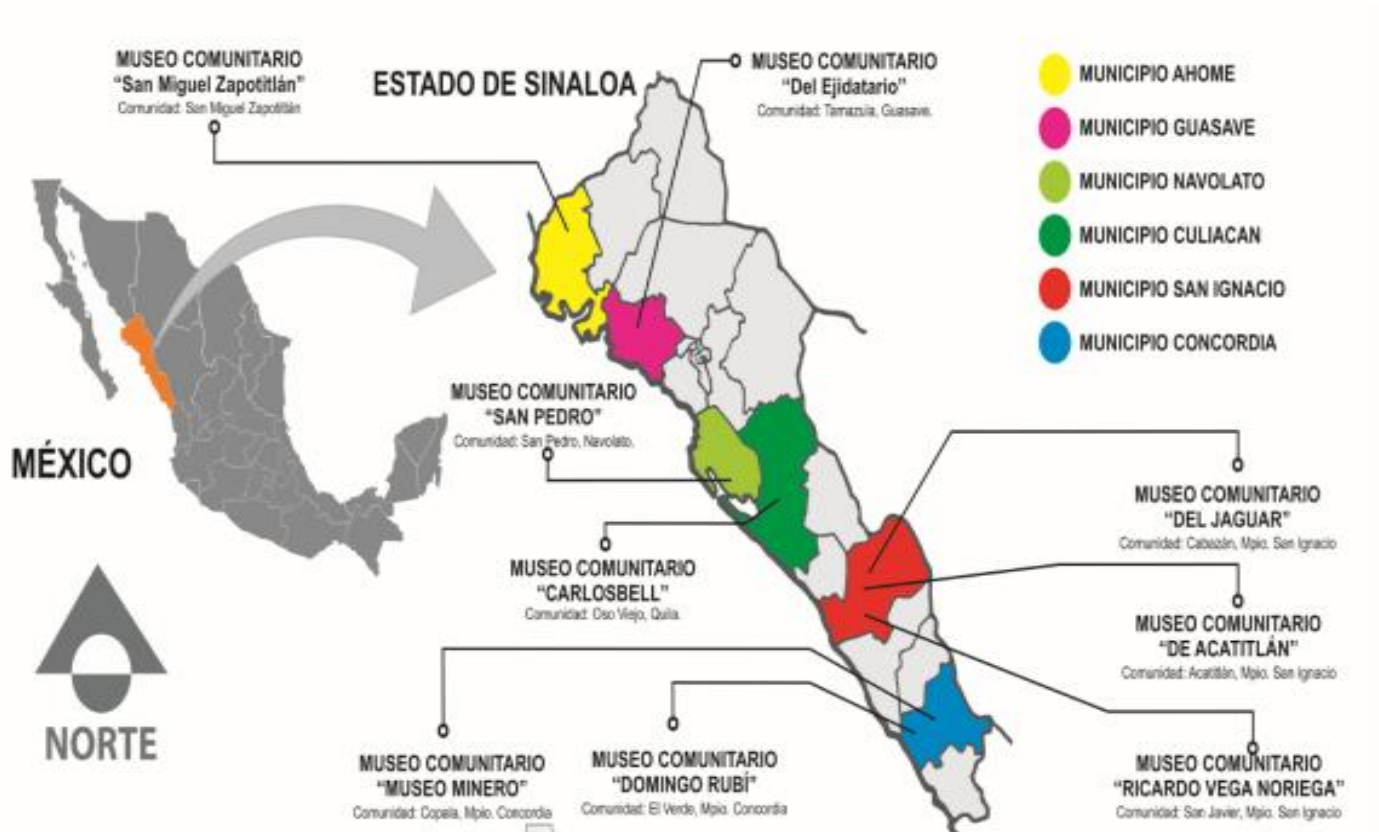 MUSEO COMUNITARIO
“San Miguel Zapotitlán”
Comunidad: San Miguel Zapotitlán
ESTADO DE SINALOA
MUSEO COMUNITARIO
“Del Ejidatario”
Comunidad: Tamazula, Guasave.
MUNICIPIO AHOME
MUNICIPIO GUASAVE
MUNICIPIO NAVOLATO
MUNICIPIO CULIACAN
MUNICIPIO SAN IGNACIO
MUNICIPIO CONCORDIA
MÉXICO
MUSEO COMUNITARIO
“SAN PEDRO”
Comunidad: San Pedro, Navolato.
MUSEO COMUNITARIO
“CARLOSBELL”
Comunidad: Oso Viejo, Quila.
MUSEO COMUNITARIO
“DEL JAGUAR”
Comunidad: Cabazán, Mpio. San Ignacio
MUSEO COMUNITARIO
“DE ACATITLÁN”
Comunidad: Acatitlán, Mpio. San Ignacio
NORTE
MUSEO COMUNITARIO
“MUSEO MINERO”
Comunidad: Copala, Mpio. Concordia
MUSEO COMUNITARIO
“DOMINGO RUBÍ”
Comunidad: El Verde, Mpio. Concordia
MUSEO COMUNITARIO
“RICARDO VEGA NORIEGA”
Comunidad: San Javier, Mpio. San Ignacio